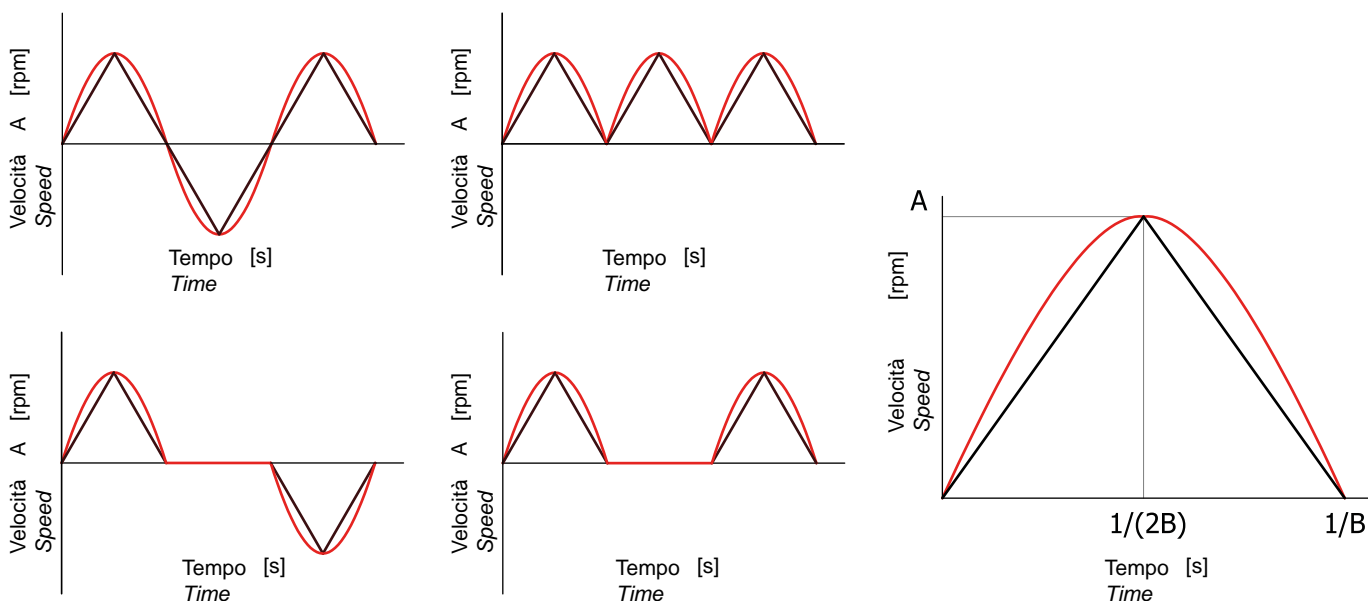 A [rpm]
Velocità
Speed
Tempo [s]
Time
A [rpm]
Velocità
Speed
Tempo [s]
Time
A [rpm]
Velocità
Speed
Tempo [s]
Time
A [rpm]
Velocità
Speed
Tempo [s]
Time
A
[rpm]
Velocità
Speed
1/(2B)
1/B
Tempo [s]
Time